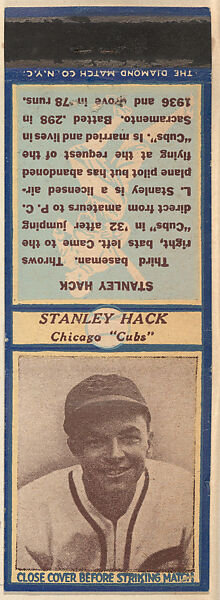 THE DIAMOND MATCH CO. N.Y.C.
STANLEY HACK
Third baseman. Throws
right, bats left. Came to the
"Cubs" in '32 after jumping
direct from amateurs to P. C.
L. Stanley is a licensed air-
plane pilot but has abandoned
flying at the request of the
"Cubs". Is married and lives in
Sacramento. Batted .298 in
1936 and drove in 78 runs.
STANLEY HACK
Chicago "Cubs"
CLOSE COVER BEFORE STRIKING MATCH